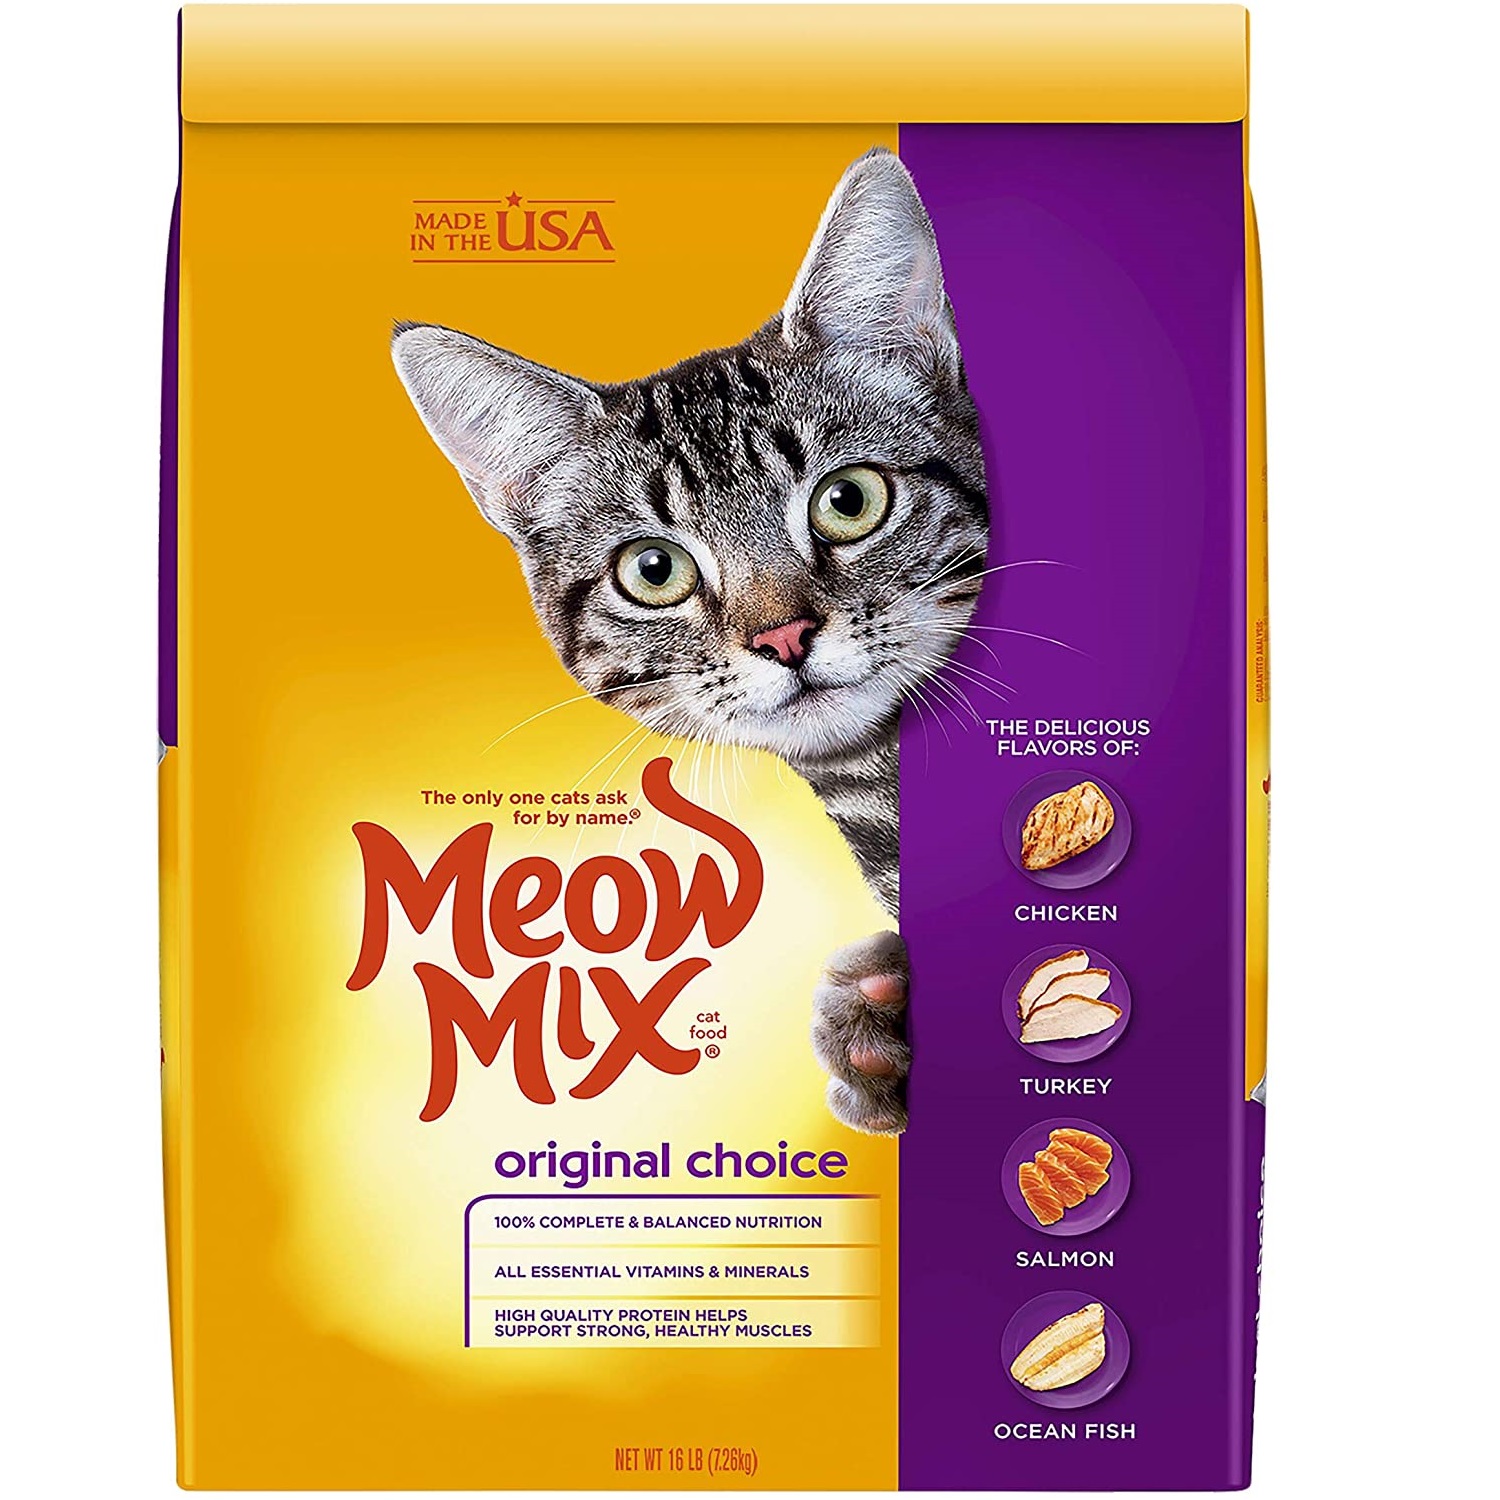 MADE
IN THE USA
The only one cats ask
for by name.®
MEOW
MIX
cat
food
®
original choice
100% COMPLETE & BALANCED NUTRITION
ALL ESSENTIAL VITAMINS & MINERALS
HIGH QUALITY PROTEIN HELPS
SUPPORT STRONG, HEALTHY MUSCLES
NET WT 16 LB (7.26kg)
THE DELICIOUS
FLAVORS OF:
CHICKEN
TURKEY
SALMON
OCEAN FISH
GUARANTEED ANALYSIS: